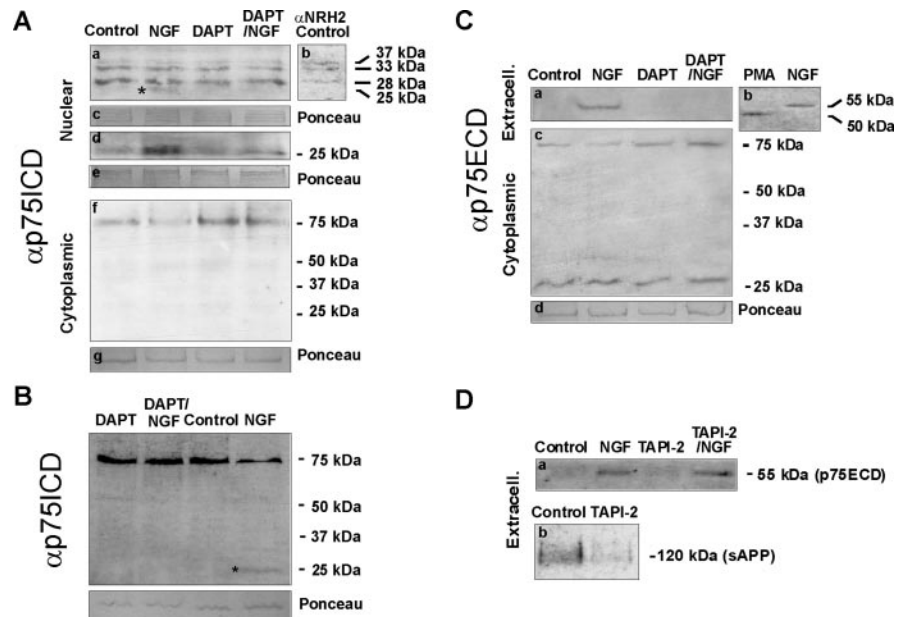 A
Control NGF DAPT DAPT/NGF
αNRH2 Control
a
b
37 kDa
33 kDa
28 kDa
25 kDa
*
Nuclear
c
Ponceau
d
- 25 kDa
e
Ponceau
αp75ICD
Cytoplasmic
f
- 75 kDa
- 50 kDa
- 37 kDa
- 25 kDa
g
Ponceau
B
DAPT DAPT/NGF Control NGF
αp75ICD
- 75 kDa
- 50 kDa
- 37 kDa
* - 25 kDa
Ponceau
C
Control NGF DAPT DAPT/NGF
PMA NGF
αp75ECD
Extracell.
a
b
55 kDa
50 kDa
Cytoplasmic
c
- 75 kDa
- 50 kDa
- 37 kDa
- 25 kDa
d
Ponceau
D
Control NGF TAPI-2 TAPI-2/NGF
Extracell.
a
- 55 kDa (p75ECD)
Control TAPI-2
b
-120 kDa (sAPP)